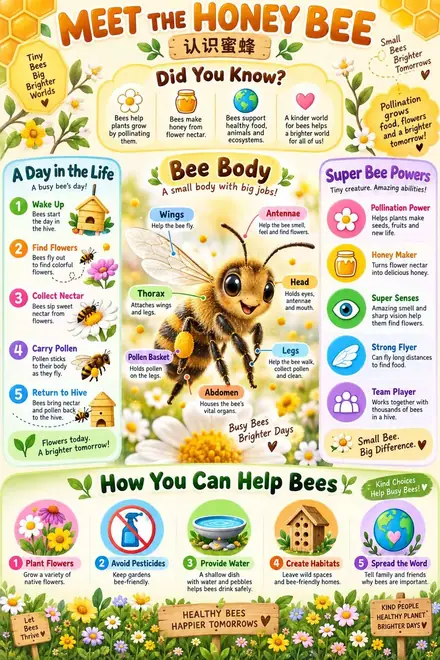 MEET THE HONEY BEE
认识蜜蜂
Tiny
Bees
Big
Brighter
Worlds
Small
Bees
Brighter
Tomorrows
Did You Know?
Bees help
plants grow by
pollinating
them.
Bees make
honey from
flower nectar.
Bees support
healthy food,
animals and
ecosystems.
A kinder world
for bees helps
a brighter world
for all of us!
Pollination
grows
food, flowers
and a brighter
tomorrow!
A Day in the Life
A busy bee's day!
1 Wake Up
Bees start the
day in the
hive.
2 Find Flowers
Bees fly out
to find colorful
flowers.
3 Collect Nectar
Bees sip sweet
nectar from
flowers.
4 Carry Pollen
Pollen sticks
to their body
as they fly.
5 Return to Hive
Bees bring nectar
and pollen back
to the hive.
Flowers today.
A brighter tomorrow!
Bee Body
A small body with big jobs!
Wings
Help the bee fly.
Antennae
Help the bee smell,
feel and find flowers.
Head
Holds eyes,
antennae
and mouth.
Thorax
Attaches wings
and legs.
Pollen Basket
Holds pollen
on the legs.
Legs
Help the bee walk,
collect pollen
and clean.
Abdomen
Houses the bee's
vital organs.
Busy Bees
Brighter Days
Super Bee Powers
Tiny creature. Amazing abilities!
Pollination Power
Helps plants make
seeds, fruits and
new life.
Honey Maker
Turns flower nectar
into delicious honey.
Super Senses
Amazing smell and
sharp vision help
them find flowers.
Strong Flyer
Can fly long distances
to find food.
Team Player
Works together with
thousands of bees
in a hive.
Small Bee.
Big Difference.
How You Can Help Bees
Kind Choices
Help Busy Bees!
1 Plant Flowers
Grow a variety of
native flowers.
2 Avoid Pesticides
Keep gardens
bee-friendly.
3 Provide Water
A shallow dish
with water and pebbles
helps bees drink safely.
4 Create Habitats
Leave wild spaces
and bee-friendly homes.
5 Spread the Word
Tell family and friends
why bees are important.
Let
Bees
Thrive
HEALTHY BEES
HAPPIER TOMORROWS
KIND PEOPLE
HEALTHY PLANET
BRIGHTER DAYS